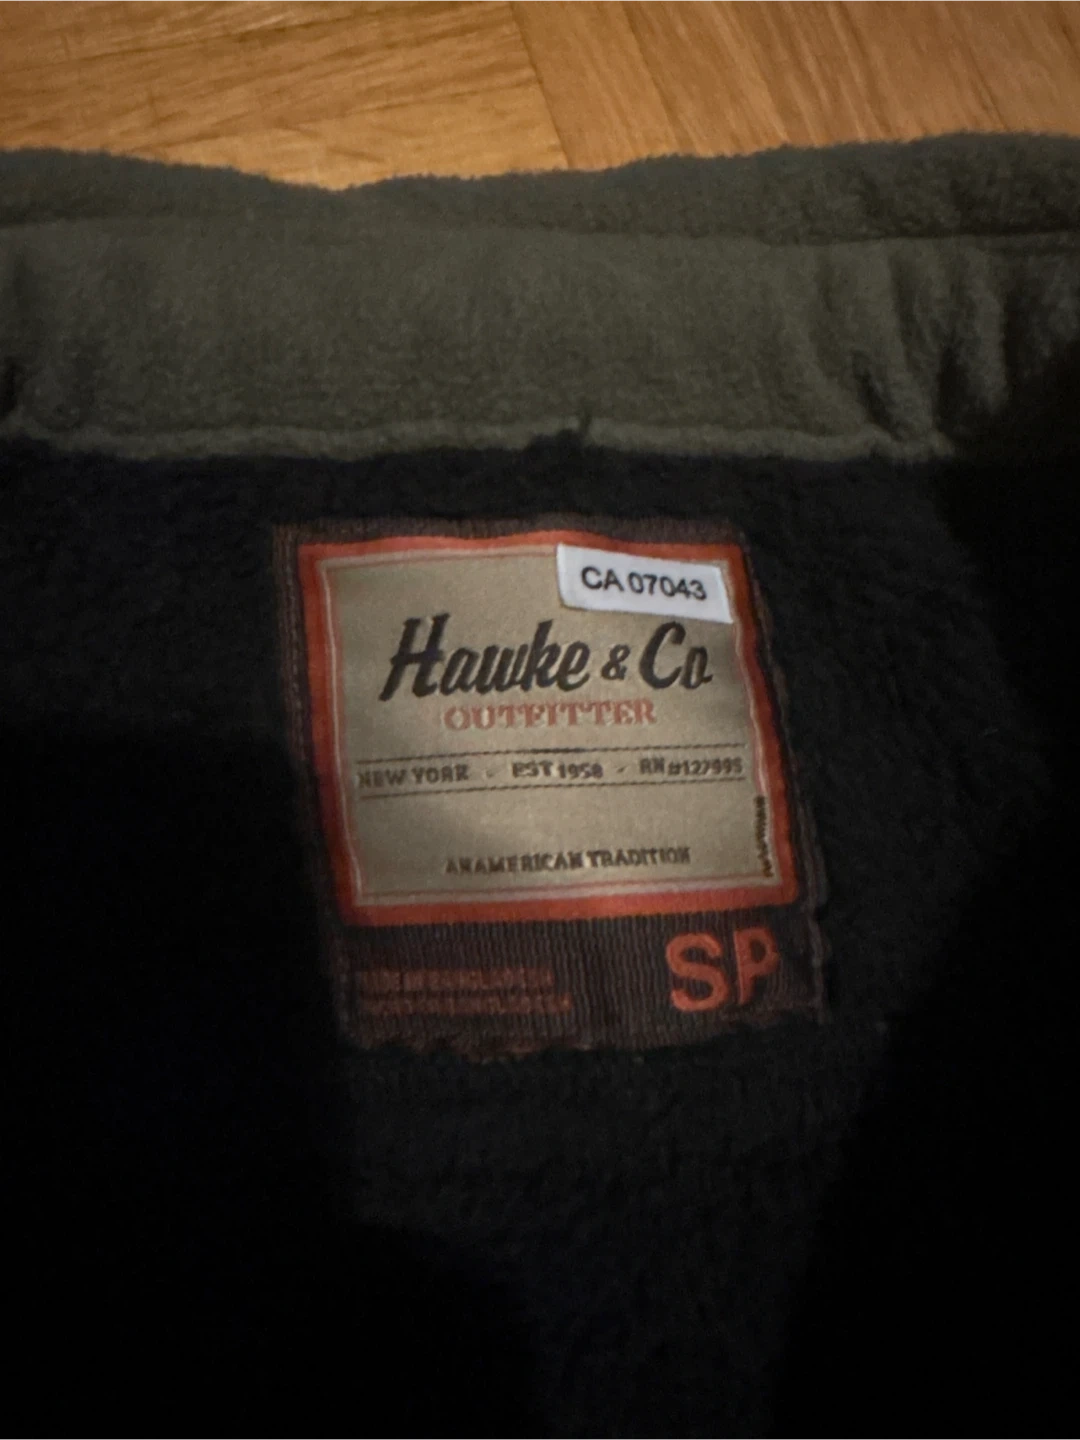 CA 07043
Hawke & Co
OUTFITTER
NEW YORK - EST 1958 - RN#127995
AN AMERICAN TRADITION
SP